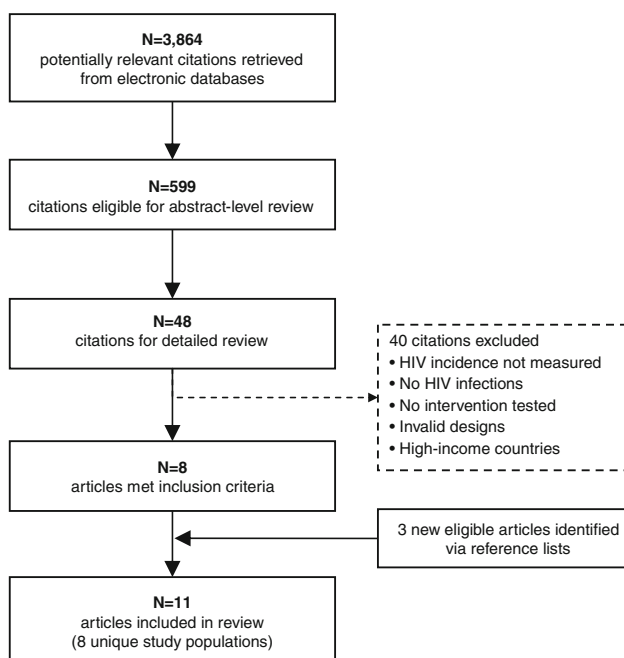 N=3,864
potentially relevant citations retrieved
from electronic databases
N=599
citations eligible for abstract-level review
N=48
citations for detailed review
40 citations excluded
• HIV incidence not measured
• No HIV infections
• No intervention tested
• Invalid designs
• High-income countries
N=8
articles met inclusion criteria
3 new eligible articles identified
via reference lists
N=11
articles included in review
(8 unique study populations)